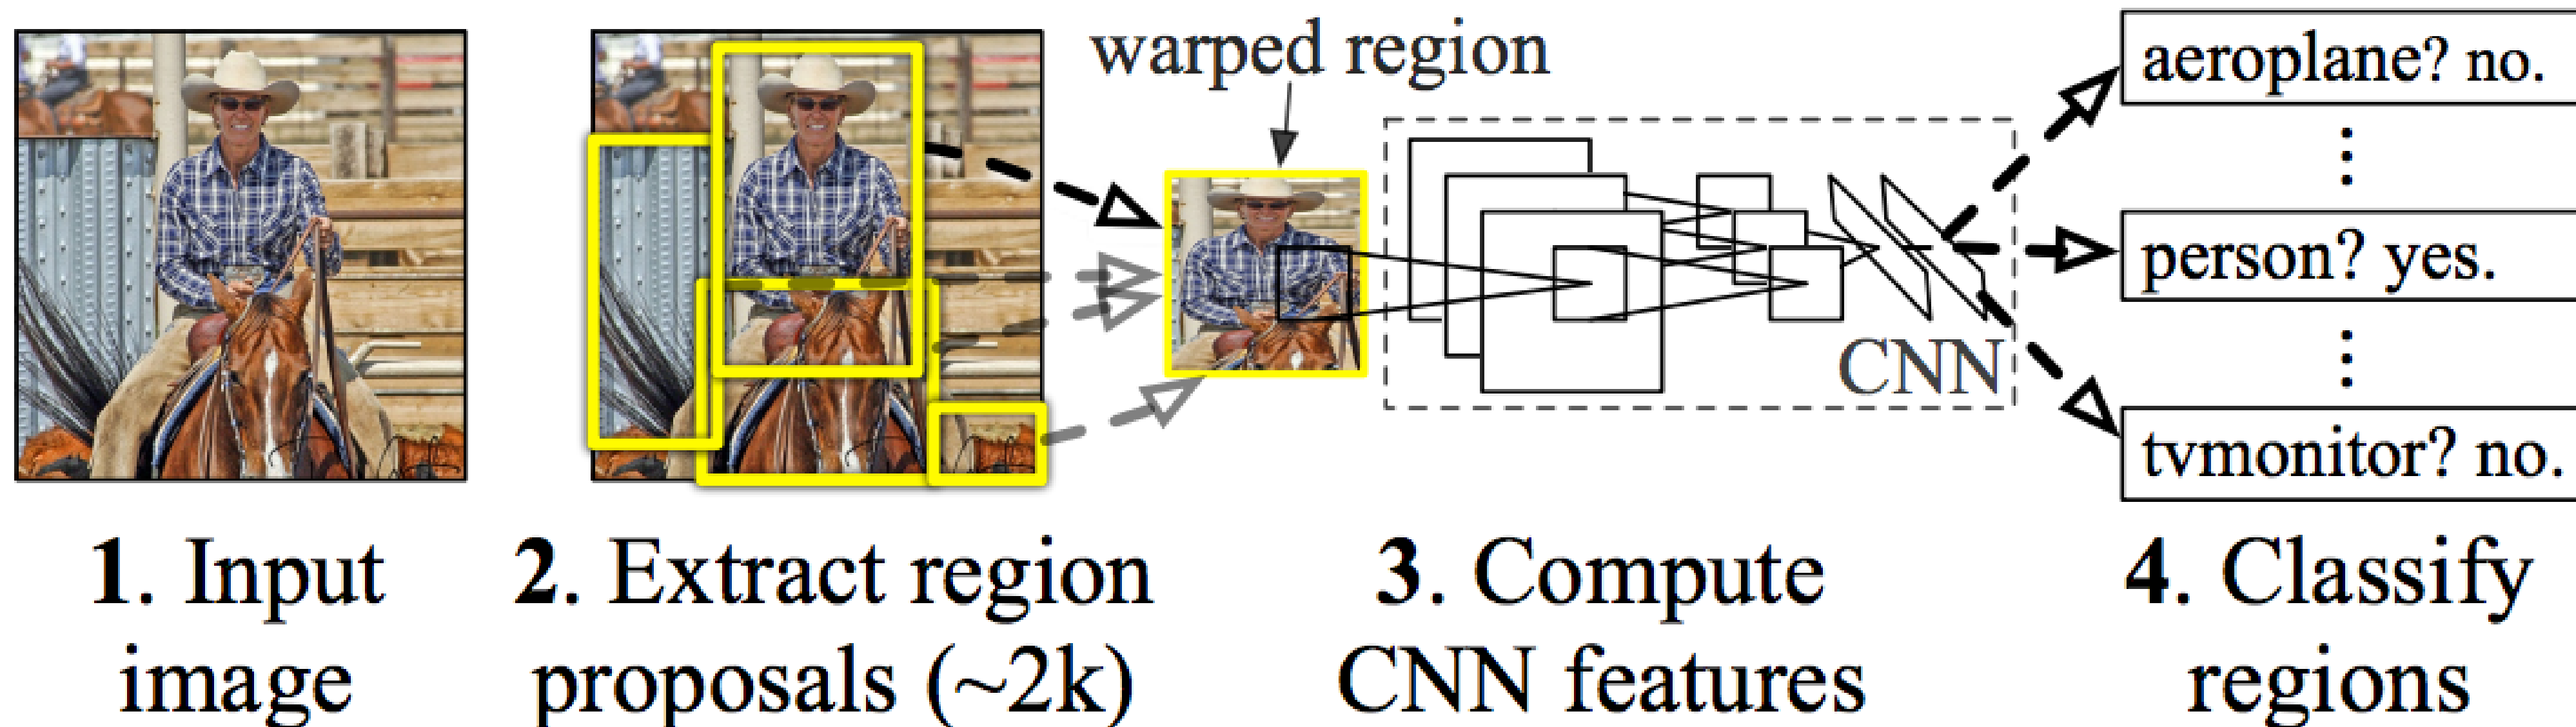 warped region
aeroplane? no.
person? yes.
CNN
tvmonitor? no.
1. Input
image
2. Extract region
proposals (~2k)
3. Compute
CNN features
4. Classify
regions